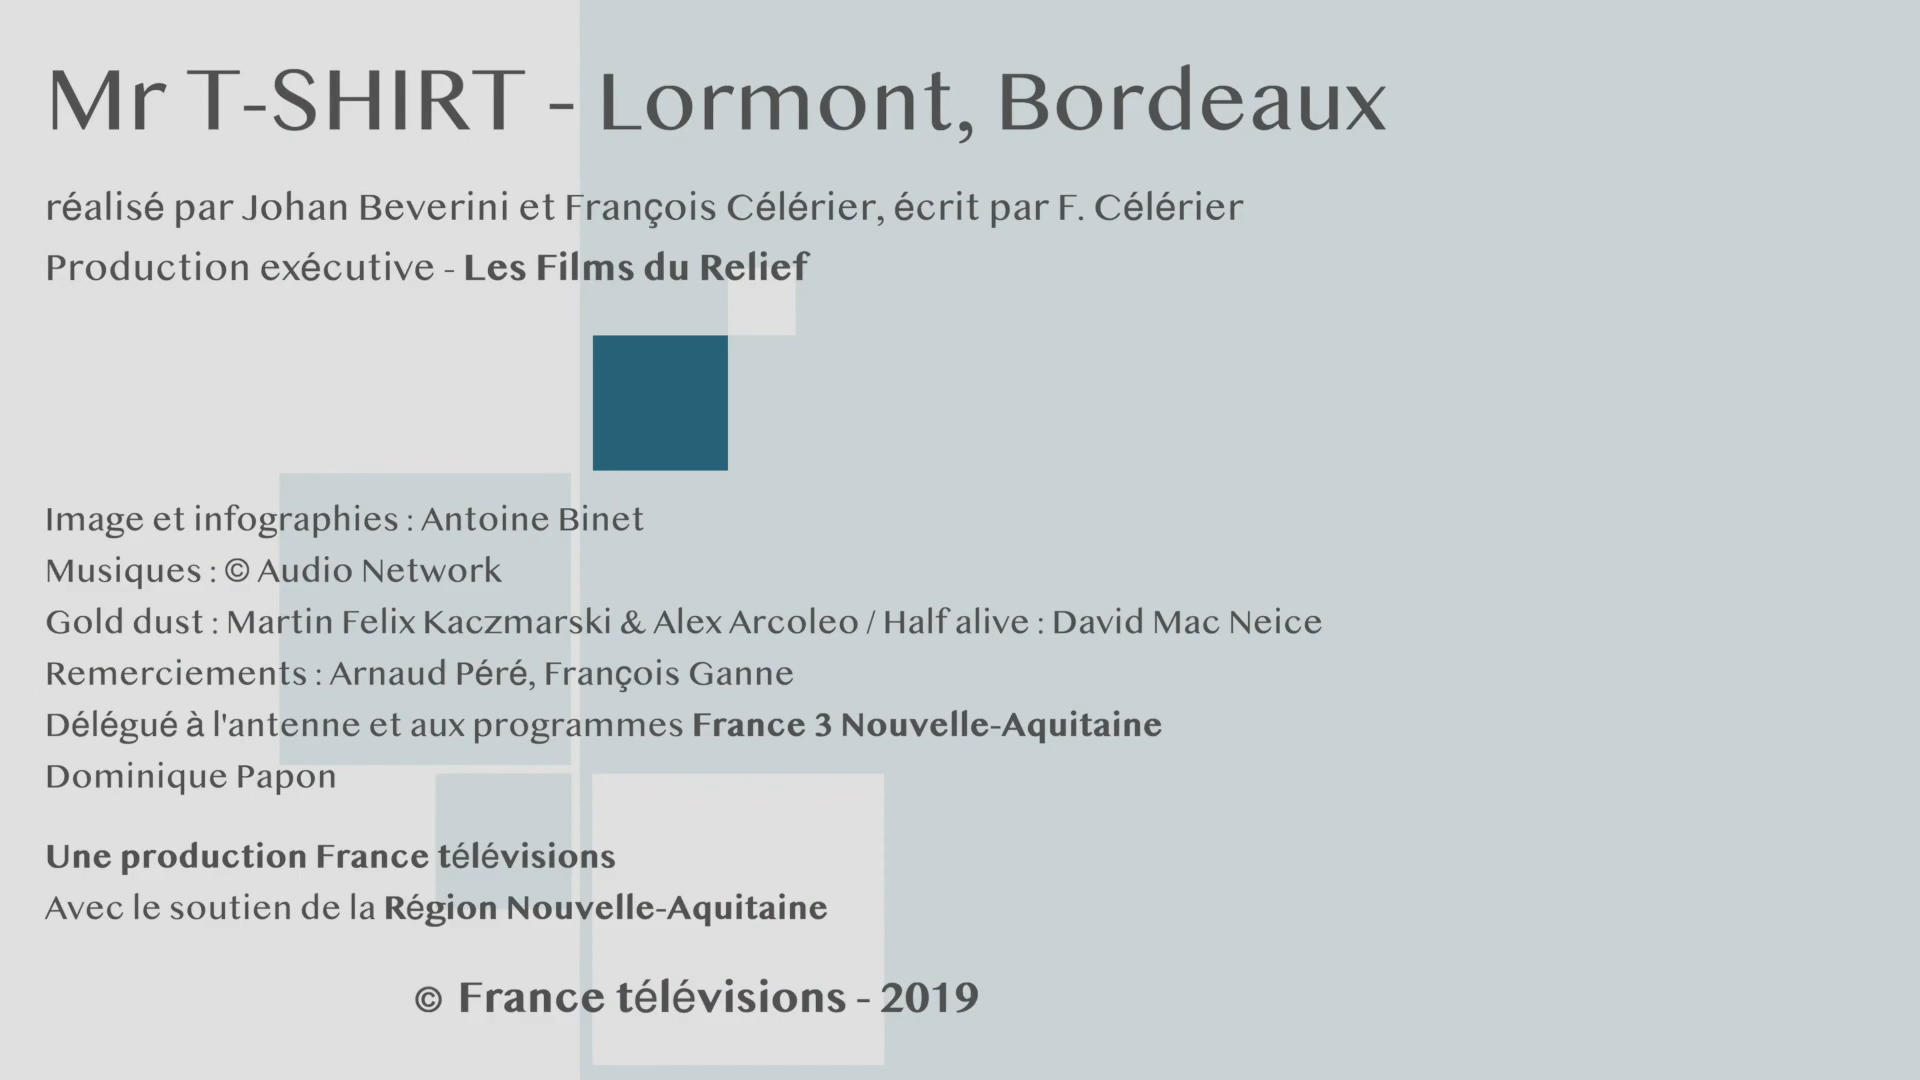 Mr T-SHIRT - Lormont, Bordeaux
réalisé par Johan Beverini et François Célérier, écrit par F. Célérier
Production exécutive - Les Films du Relief
Image et infographies : Antoine Binet
Musiques : © Audio Network
Gold dust : Martin Felix Kaczmarski & Alex Arcoleo / Half alive : David Mac Neice
Remerciements : Arnaud Péré, François Ganne
Délégué à l'antenne et aux programmes France 3 Nouvelle-Aquitaine
Dominique Papon
Une production France télévisions
Avec le soutien de la Région Nouvelle-Aquitaine
© France télévisions - 2019